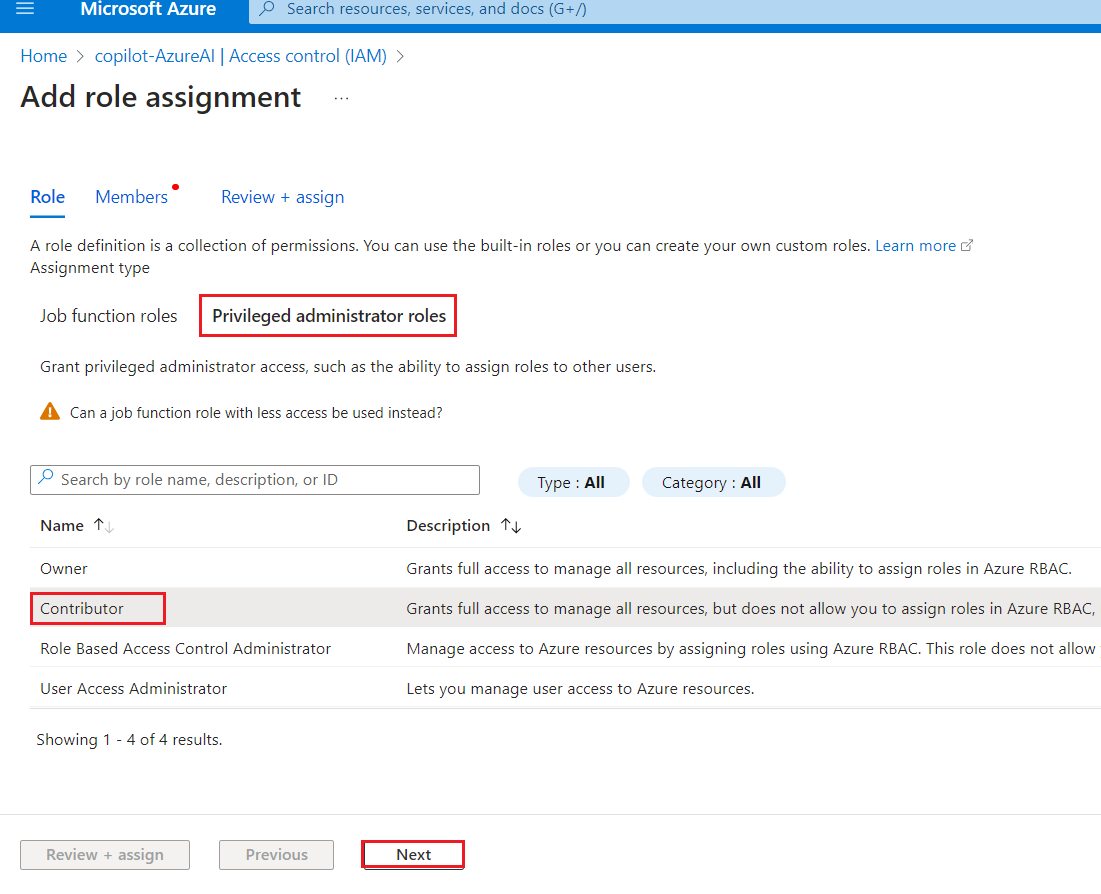 Microsoft Azure
Search resources, services, and docs (G+/)
Home > copilot-AzureAI | Access control (IAM) >
Add role assignment ...
Role Members Review + assign
A role definition is a collection of permissions. You can use the built-in roles or you can create your own custom roles. Learn more
Assignment type
Job function roles Privileged administrator roles
Grant privileged administrator access, such as the ability to assign roles to other users.
Can a job function role with less access be used instead?
Search by role name, description, or ID
Type : All
Category : All
Name ↑↓ Description ↑↓
Owner Grants full access to manage all resources, including the ability to assign roles in Azure RBAC.
Contributor Grants full access to manage all resources, but does not allow you to assign roles in Azure RBAC,
Role Based Access Control Administrator Manage access to Azure resources by assigning roles using Azure RBAC. This role does not allow
User Access Administrator Lets you manage user access to Azure resources.
Showing 1 - 4 of 4 results.
Review + assign Previous Next